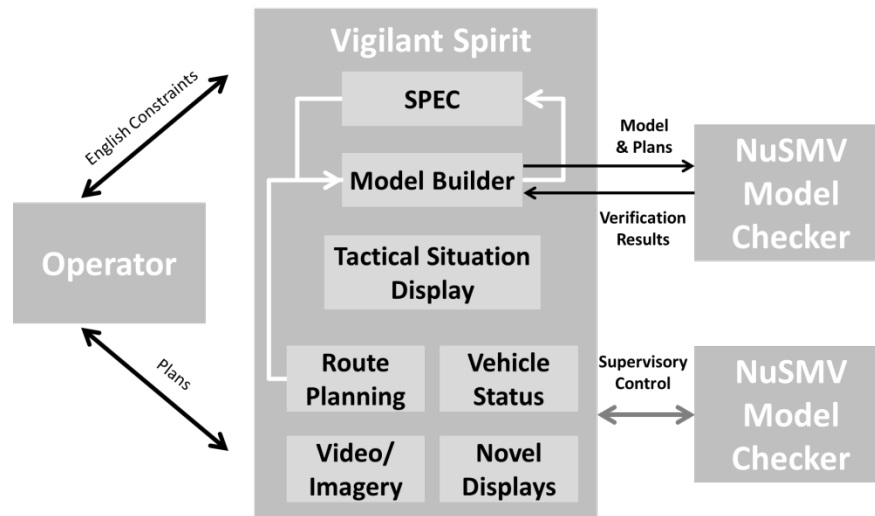 Vigilant Spirit
SPEC
English Constraints
Model
& Plans
NuSMV
Model
Checker
Model Builder
Verification
Results
Operator
Tactical Situation
Display
Plans
Route
Planning
Vehicle
Status
Supervisory
Control
NuSMV
Model
Checker
Video/
Imagery
Novel
Displays